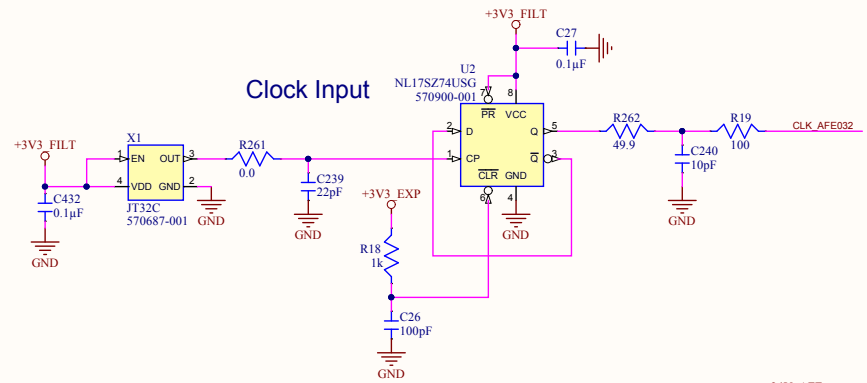 +3V3_FILT
C27
0.1µF
U2
NL17SZ74USG
570900-001
Clock Input
7
8
PR
VCC
2
D
Q
5
R262
49.9
R19
100
CLK_AFE032
+3V3_FILT
X1
1
EN
OUT
3
R261
0.0
1
CP
Q
3
C240
10pF
4
VDD
GND
2
C239
22pF
+3V3_EXP
CLR
GND
C432
0.1µF
JT32C
570687-001
GND
GND
6
4
GND
GND
GND
R18
1k
C26
100pF
GND